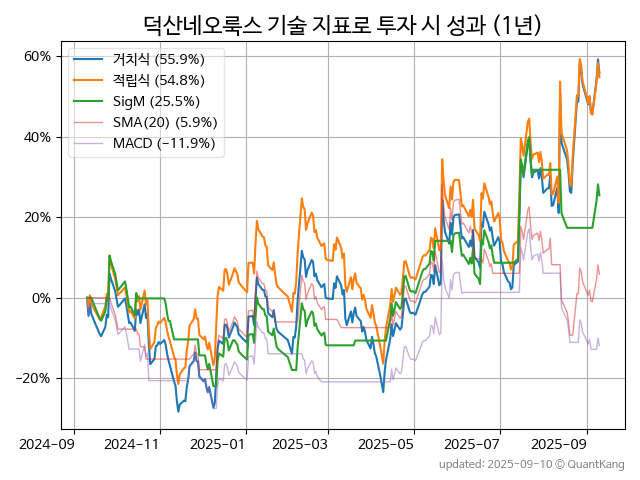 덕산네오룩스 기술 지표로 투자 시 성과 (1년)
60%
40%
20%
0%
−20%
거치식 (55.9%)
적립식 (54.8%)
SigM (25.5%)
SMA(20) (5.9%)
MACD (−11.9%)
2024-09 2024-11 2025-01 2025-03 2025-05 2025-07 2025-09
updated: 2025-09-10 © QuantKang